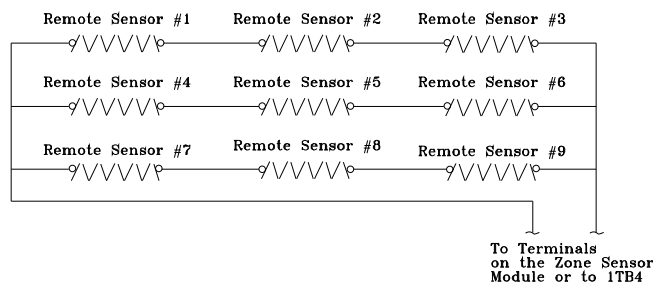 Remote Sensor #1
Remote Sensor #2
Remote Sensor #3
Remote Sensor #4
Remote Sensor #5
Remote Sensor #6
Remote Sensor #7
Remote Sensor #8
Remote Sensor #9
To Terminals
on the Zone Sensor
Module or to 1TB4